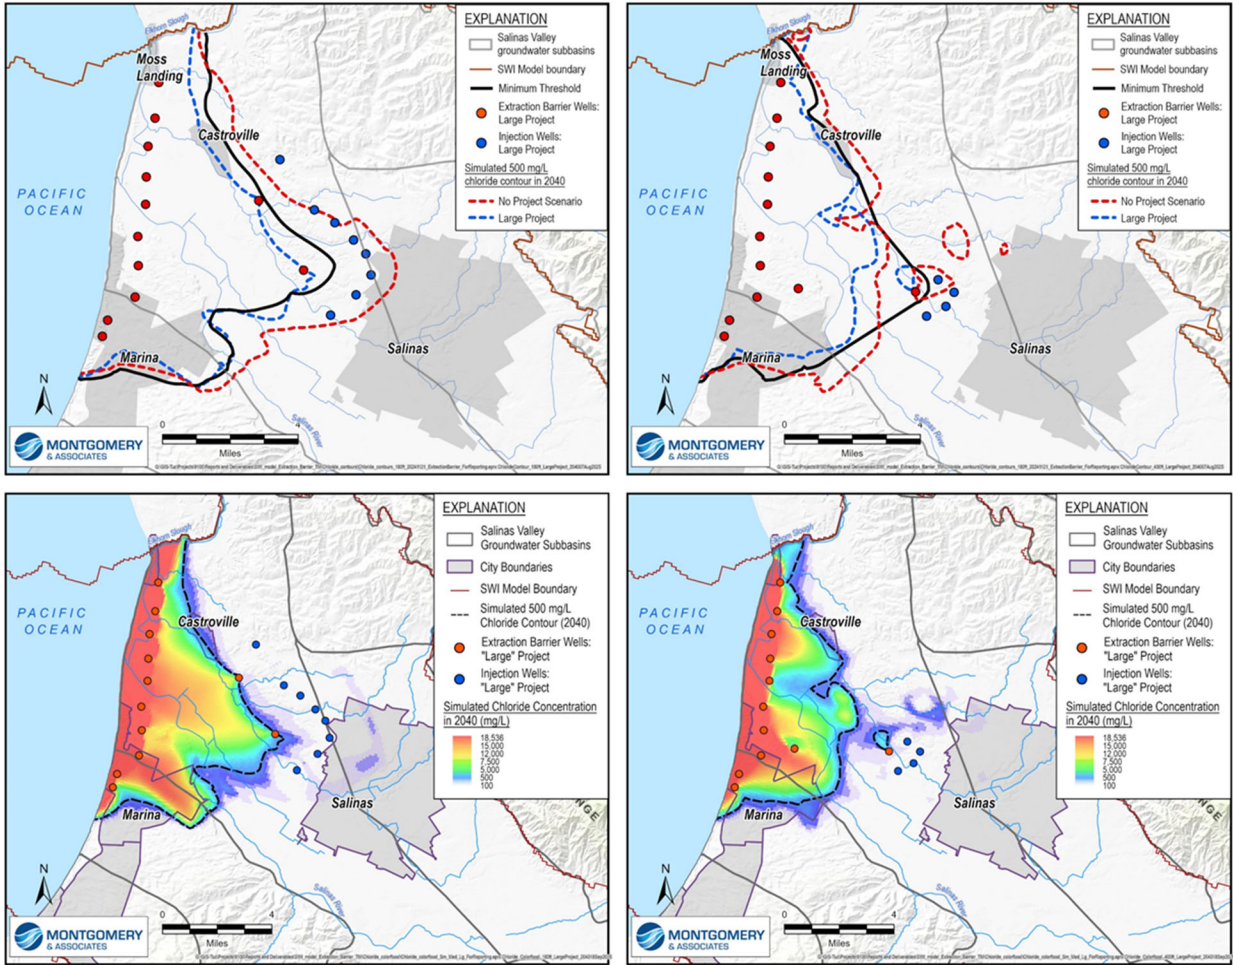 Elkhorn Slough
Moss
Landing
Castroville
PACIFIC
OCEAN
Salinas
Marina
Salinas River
N
0
4
Miles
MONTGOMERY
& ASSOCIATES
EXPLANATION
Salinas Valley
groundwater subbasins
SWI Model boundary
Minimum Threshold
Extraction Barrier Wells:
Large Project
Injection Wells:
Large Project
Simulated 500 mg/L
chloride contour in 2040
No Project Scenario
Large Project
Elkhorn Slough
Moss
Landing
Castroville
PACIFIC
OCEAN
Salinas
Marina
Salinas River
N
0
4
Miles
MONTGOMERY
& ASSOCIATES
EXPLANATION
Salinas Valley
groundwater subbasins
SWI Model boundary
Minimum Threshold
Extraction Barrier Wells:
Large Project
Injection Wells:
Large Project
Simulated 500 mg/L
chloride contour in 2040
No Project Scenario
Large Project
Elkhorn Slough
Castroville
PACIFIC
OCEAN
Salinas
Marina
Salinas River
N
0
4
Miles
MONTGOMERY
& ASSOCIATES
EXPLANATION
Salinas Valley
Groundwater Subbasins
City Boundaries
SWI Model Boundary
Simulated 500 mg/L
Chloride Contour (2040)
Extraction Barrier Wells:
"Large" Project
Injection Wells:
"Large" Project
Simulated Chloride Concentration
in 2040 (mg/L)
18,536
15,000
12,000
7,500
5,000
500
100
Elkhorn Slough
Castroville
PACIFIC
OCEAN
Salinas
Marina
Salinas River
N
0
4
Miles
MONTGOMERY
& ASSOCIATES
EXPLANATION
Salinas Valley
Groundwater Subbasins
City Boundaries
SWI Model Boundary
Simulated 500 mg/L
Chloride Contour (2040)
Extraction Barrier Wells:
"Large" Project
Injection Wells:
"Large" Project
Simulated Chloride Concentration
in 2040 (mg/L)
18,536
15,000
12,000
7,500
5,000
500
100